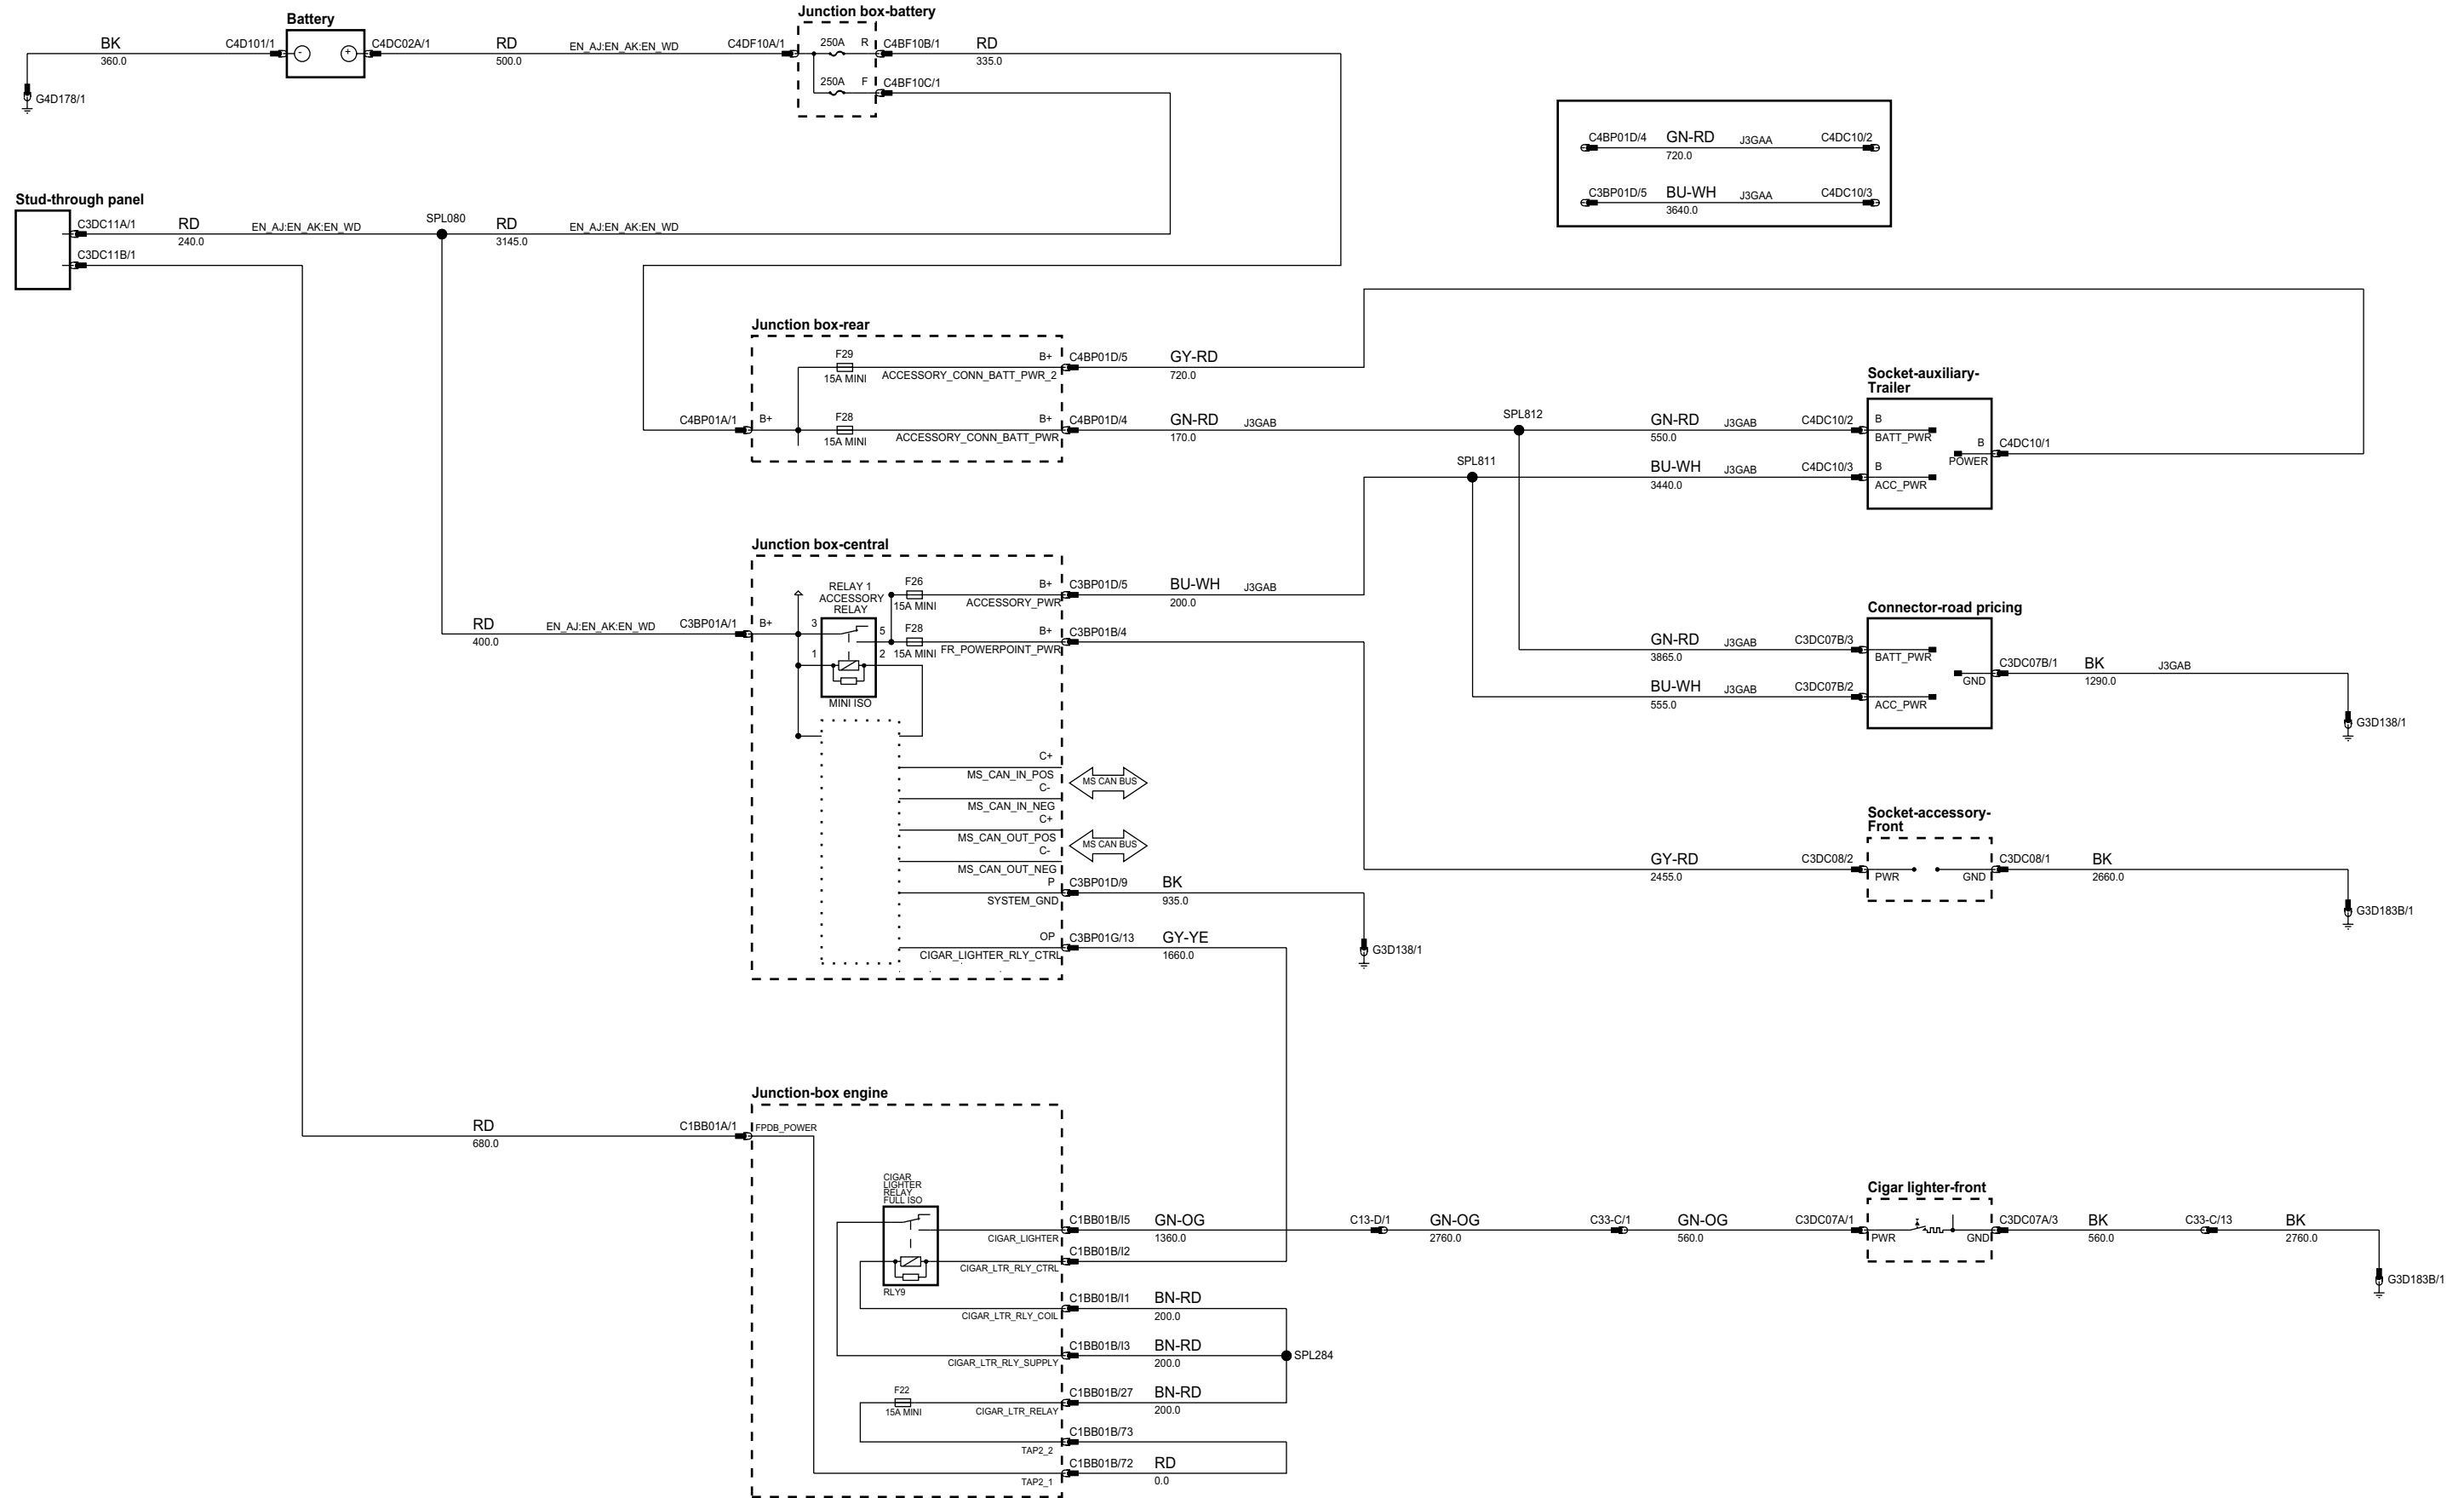 Battery
Junction box-battery
BK
360.0
C4D101/1
-
+
C4DC02A/1
RD
500.0
EN_AJ:EN_AK:EN_WD
C4DF10A/1
250A R
C4BF10B/1
RD
335.0
250A F
C4BF10C/1
G4D178/1
C4BP01D/4
GN-RD
720.0
J3GAA
C4DC10/2
C3BP01D/5
BU-WH
3640.0
J3GAA
C4DC10/3
Stud-through panel
C3DC11A/1
RD
240.0
EN_AJ:EN_AK:EN_WD
SPL080
RD
3145.0
EN_AJ:EN_AK:EN_WD
C3DC11B/1
Junction box-rear
F29
15A MINI
B+
ACCESSORY_CONN_BATT_PWR_2
C4BP01D/5
GY-RD
720.0
C4BP01A/1
B+
F28
15A MINI
B+
ACCESSORY_CONN_BATT_PWR
C4BP01D/4
GN-RD
170.0
J3GAB
SPL812
GN-RD
550.0
J3GAB
C4DC10/2
Socket-auxiliary-
Trailer
B
BATT_PWR
B
POWER
C4DC10/1
SPL811
BU-WH
3440.0
J3GAB
C4DC10/3
B
ACC_PWR
Junction box-central
RELAY 1
ACCESSORY
RELAY
3
5
1
2
MINI ISO
F26
15A MINI
B+
ACCESSORY_PWR
C3BP01D/5
BU-WH
200.0
J3GAB
RD
400.0
EN_AJ:EN_AK:EN_WD
C3BP01A/1
B+
F28
15A MINI
B+
FR_POWERPOINT_PWR
C3BP01B/4
Connector-road pricing
GN-RD
3865.0
J3GAB
C3DC07B/3
BATT_PWR
GND
C3DC07B/1
BK
1290.0
J3GAB
BU-WH
555.0
J3GAB
C3DC07B/2
ACC_PWR
G3D138/1
C+
MS_CAN_IN_POS
C-
MS_CAN_IN_NEG
MS CAN BUS
C+
MS_CAN_OUT_POS
C-
MS_CAN_OUT_NEG
MS CAN BUS
P
SYSTEM_GND
C3BP01D/9
BK
935.0
G3D138/1
OP
CIGAR_LIGHTER_RLY_CTRL
C3BP01G/13
GY-YE
1660.0
Socket-accessory-
Front
GY-RD
2455.0
C3DC08/2
PWR
GND
C3DC08/1
BK
2660.0
G3D183B/1
Junction-box engine
RD
680.0
C1BB01A/1
FPDB_POWER
CIGAR
LIGHTER
RELAY
FULL ISO
RLY9
CIGAR_LIGHTER
C1BB01B/I5
GN-OG
1360.0
C13-D/1
GN-OG
2760.0
C33-C/1
GN-OG
560.0
C3DC07A/1
Cigar lighter-front
PWR
GND
C3DC07A/3
BK
560.0
C33-C/13
BK
2760.0
G3D183B/1
CIGAR_LTR_RLY_CTRL
C1BB01B/I2
CIGAR_LTR_RLY_COIL
C1BB01B/I1
BN-RD
200.0
CIGAR_LTR_RLY_SUPPLY
C1BB01B/I3
BN-RD
200.0
SPL284
F22
15A MINI
CIGAR_LTR_RELAY
C1BB01B/27
BN-RD
200.0
TAP2_2
C1BB01B/73
TAP2_1
C1BB01B/72
RD
0.0